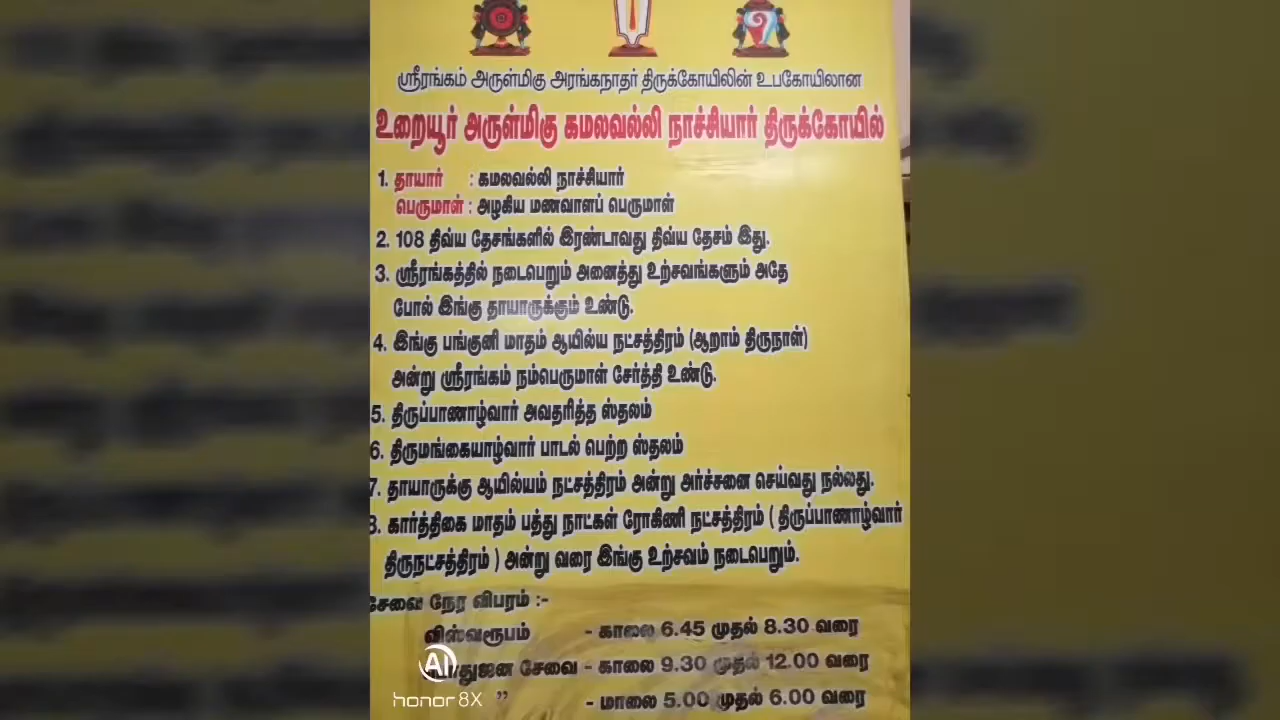 ஸ்ரீரங்கம் அருள்மிகு அரங்கநாதர் திருக்கோயிலின் உபகோயிலான
உறையூர் அருள்மிகு கமலவல்லி நாச்சியார் திருக்கோயில்
1. தாயார் : கமலவல்லி நாச்சியார்
பெருமாள் : அழகிய மணவாளப் பெருமாள்
2. 108 திவ்ய தேசங்களில் இரண்டாவது திவ்ய தேசம் இது.
3. ஸ்ரீரங்கத்தில் நடைபெறும் அனைத்து உற்சவங்களும் அதே
போல் இங்கு தாயாருக்கும் உண்டு.
4. இங்கு பங்குனி மாதம் ஆயில்ய நட்சத்திரம் (ஆறாம் திருநாள்)
அன்று ஸ்ரீரங்கம் நம்பெருமாள் சேர்த்தி உண்டு.
5. திருப்பாணாழ்வார் அவதரித்த ஸ்தலம்
6. திருமங்கையாழ்வார் பாடல் பெற்ற ஸ்தலம்
7. தாயாருக்கு ஆயில்யம் நட்சத்திரம் அன்று அர்ச்சனை செய்வது நல்லது.
8. கார்த்திகை மாதம் பத்து நாட்கள் ரோகிணி நட்சத்திரம் ( திருப்பாணாழ்வார்
திருநட்சத்திரம் ) அன்று வரை இங்கு உற்சவம் நடைபெறும்.
சேவை நேர விபரம் :-
விஸ்வரூபம் - காலை 6.45 முதல் 8.30 வரை
பொதுஜன சேவை - காலை 9.30 முதல் 12.00 வரை
” - மாலை 5.00 முதல் 6.00 வரை
AI
honor 8X